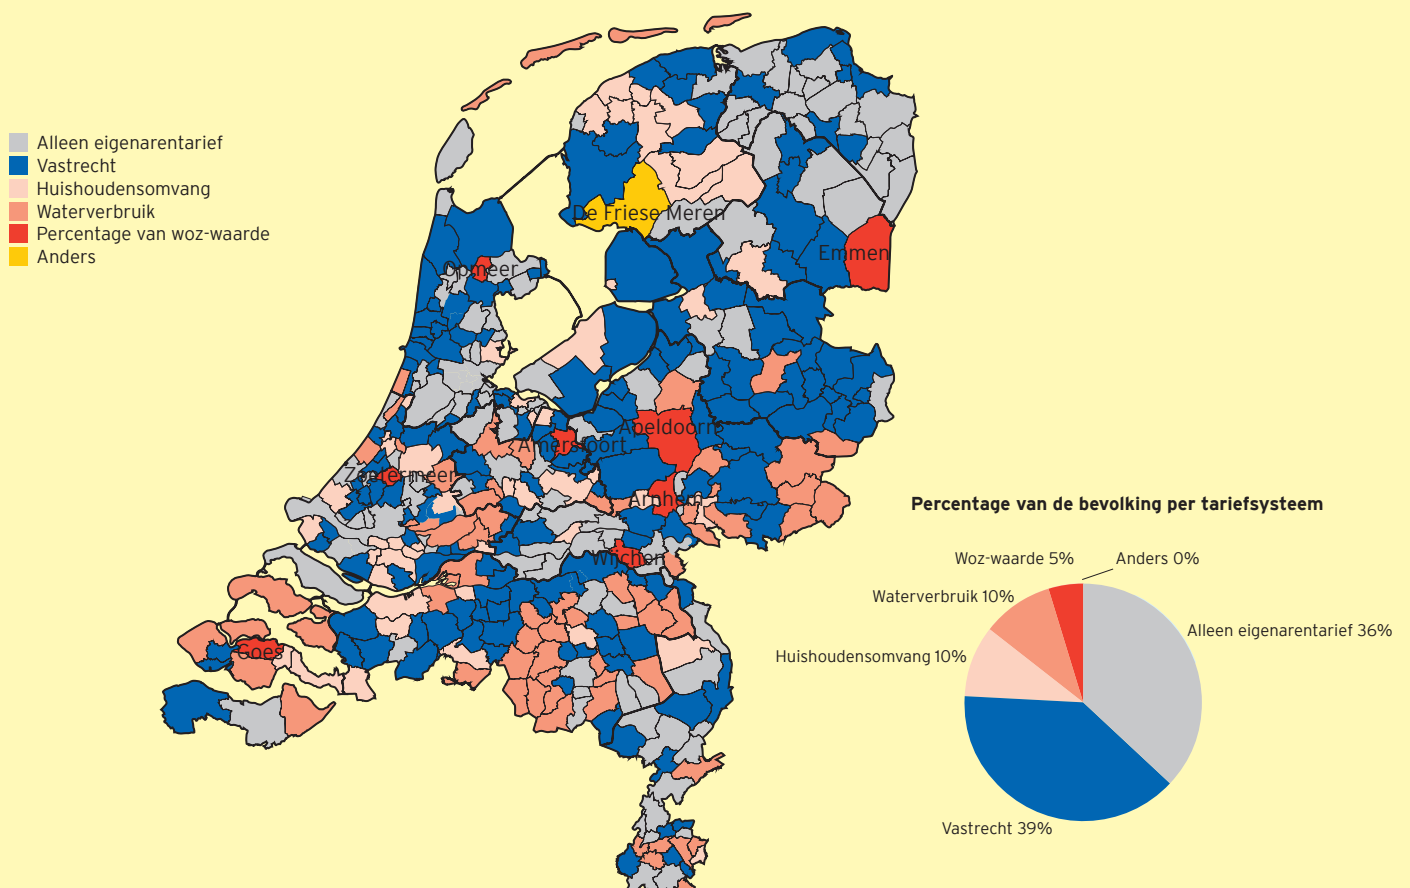 Alleen eigenarentarief
Vastrecht
Huishoudensomvang
Waterverbruik
Percentage van woz-waarde
Anders
De Friese Meren
Emmen
Opmeer
Apeldoorn
Amersfoort
Zoetermeer
Arnhem
Wijchen
Goes
Percentage van de bevolking per tariefsysteem
Woz-waarde 5%
Anders 0%
Waterverbruik 10%
Alleen eigenarentarief 36%
Huishoudensomvang 10%
Vastrecht 39%